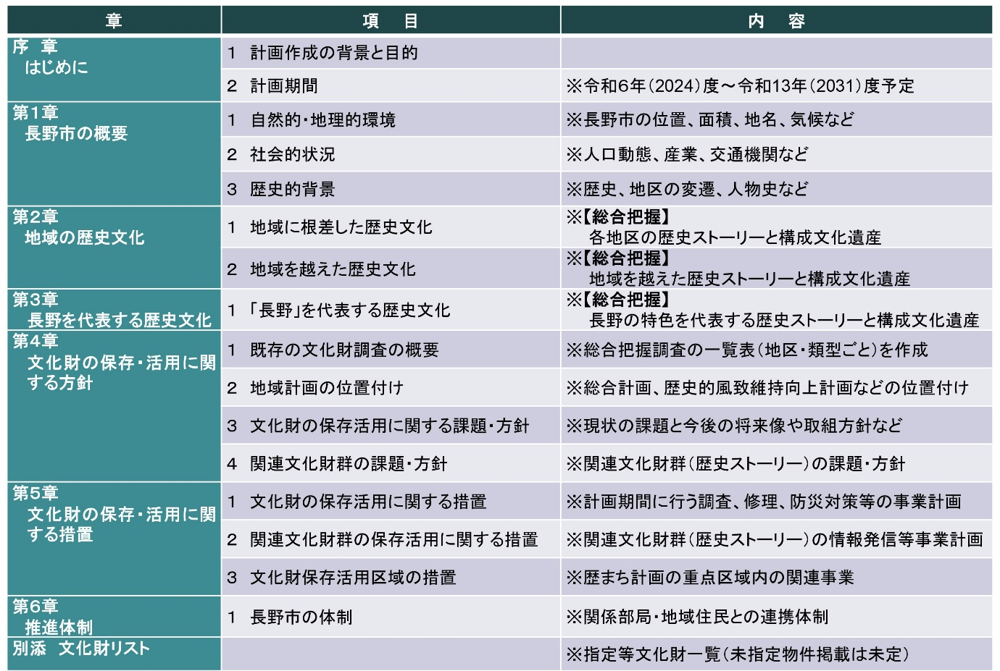 章　項　目　内　容
序　章
はじめに
1　計画作成の背景と目的
2　計画期間　※令和6年(2024)度～令和13年(2031)度予定
第1章
長野市の概要
1　自然的・地理的環境　※長野市の位置、面積、地名、気候など
2　社会的状況　※人口動態、産業、交通機関など
3　歴史的背景　※歴史、地区の変遷、人物史など
第2章
地域の歴史文化
1　地域に根差した歴史文化　※【総合把握】
各地区の歴史ストーリーと構成文化遺産
2　地域を越えた歴史文化　※【総合把握】
地域を越えた歴史ストーリーと構成文化遺産
第3章
長野を代表する歴史文化
1　「長野」を代表する歴史文化　※【総合把握】
長野の特色を代表する歴史ストーリーと構成文化遺産
第4章
文化財の保存・活用に関
する方針
1　既存の文化財調査の概要　※総合把握調査の一覧表(地区・類型ごと)を作成
2　地域計画の位置付け　※総合計画、歴史的風致維持向上計画などの位置付け
3　文化財の保存活用に関する課題・方針　※現状の課題と今後の将来像や取組方針など
4　関連文化財群の課題・方針　※関連文化財群(歴史ストーリー)の課題・方針
第5章
文化財の保存・活用に関
する措置
1　文化財の保存活用に関する措置　※計画期間に行う調査、修理、防災対策等の事業計画
2　関連文化財群の保存活用に関する措置　※関連文化財群(歴史ストーリー)の情報発信等事業計画
3　文化財保存活用区域の措置　※歴まち計画の重点区域内の関連事業
第6章
推進体制
1　長野市の体制　※関係部局・地域住民との連携体制
別添　文化財リスト
※指定等文化財一覧(未指定物件掲載は未定)